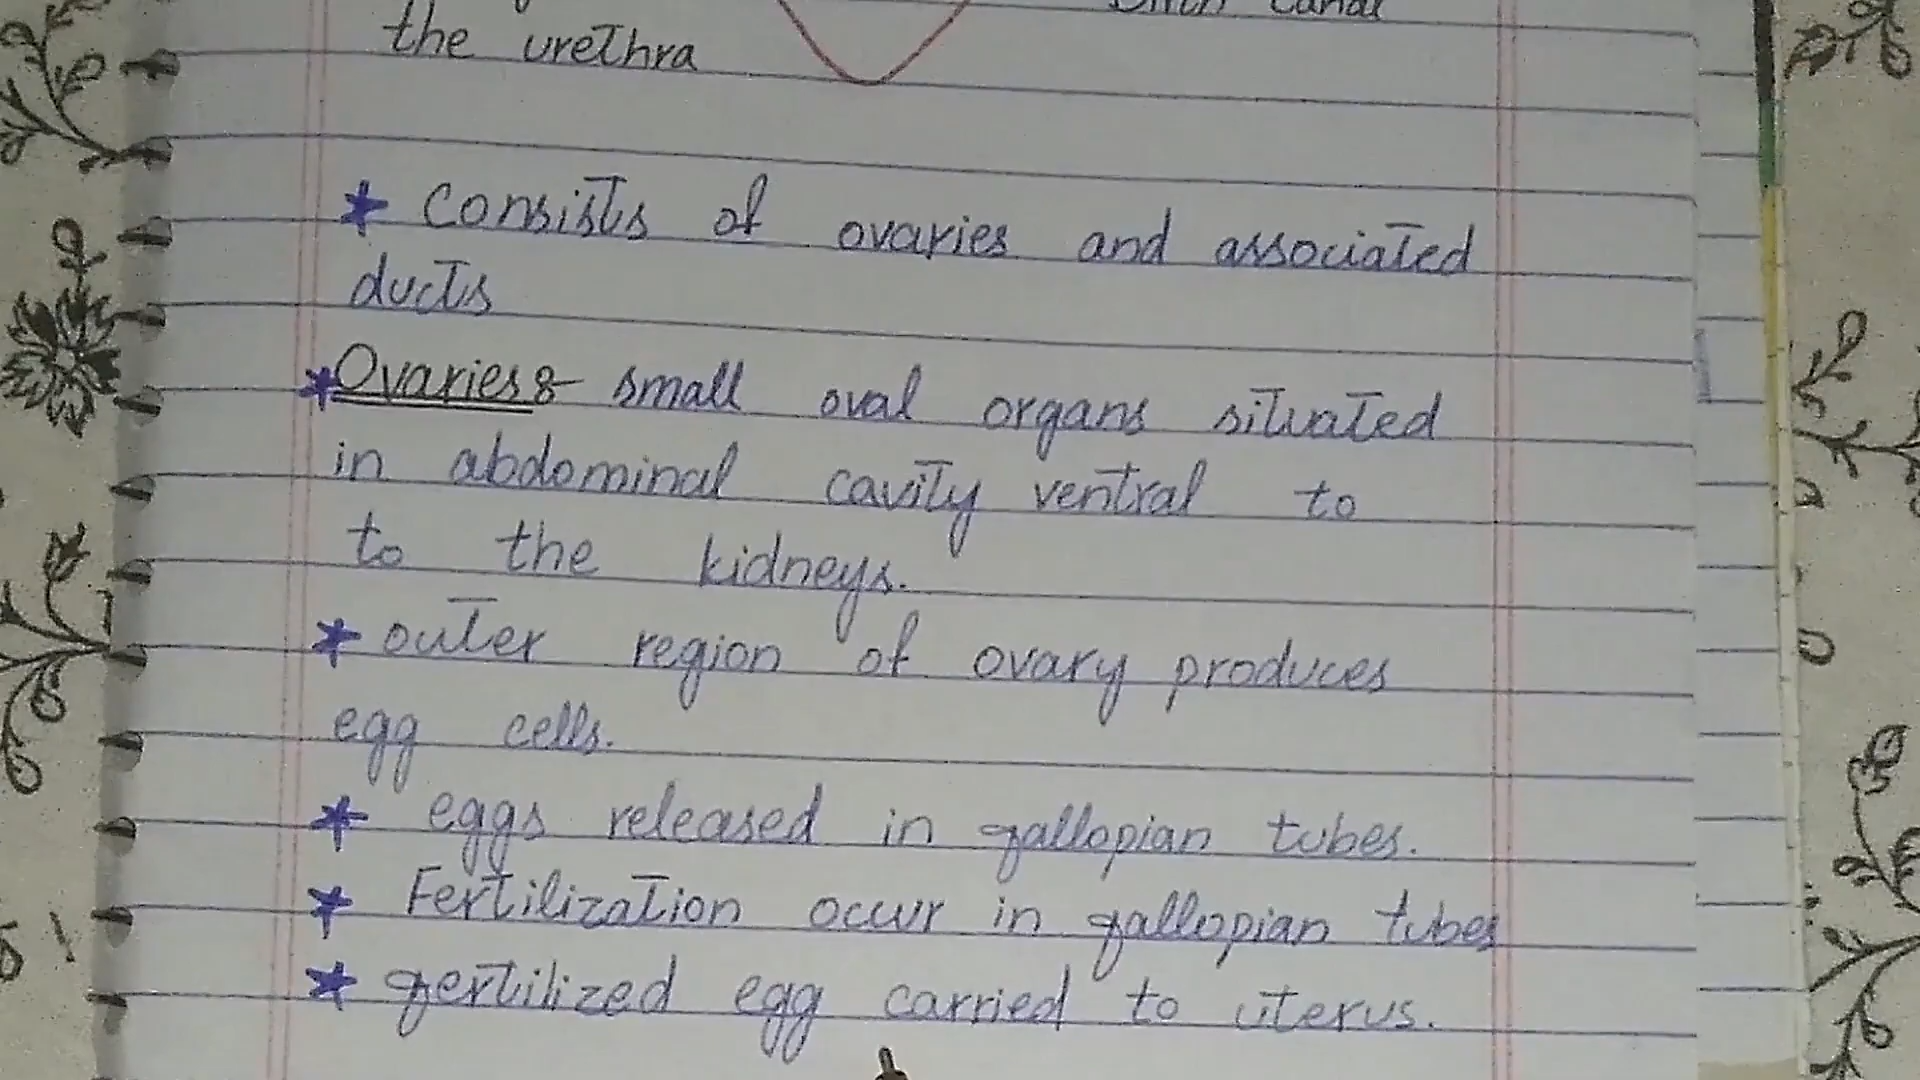 the urethra
Birth Canal
* Consists of ovaries and associated
ducts
* Ovaries :- small oval organs situated
in abdominal cavity ventral to
to the kidneys.
* outer region of ovary produces
egg cells.
* eggs released in fallopian tubes.
* Fertilization occur in fallopian tubes
* fertilized egg carried to uterus.